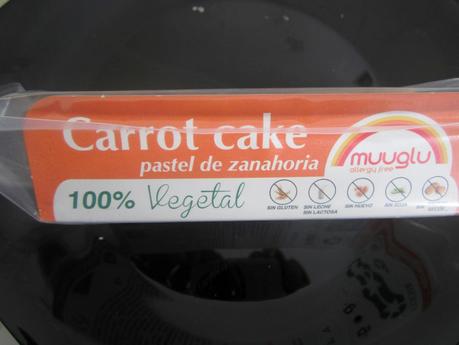 Carrot cake
pastel de zanahoria
muuglu
allergy free
100% Vegetal
SIN GLUTEN
SIN LECHE
SIN LACTOSA
SIN HUEVO
SIN SOJA
SIN